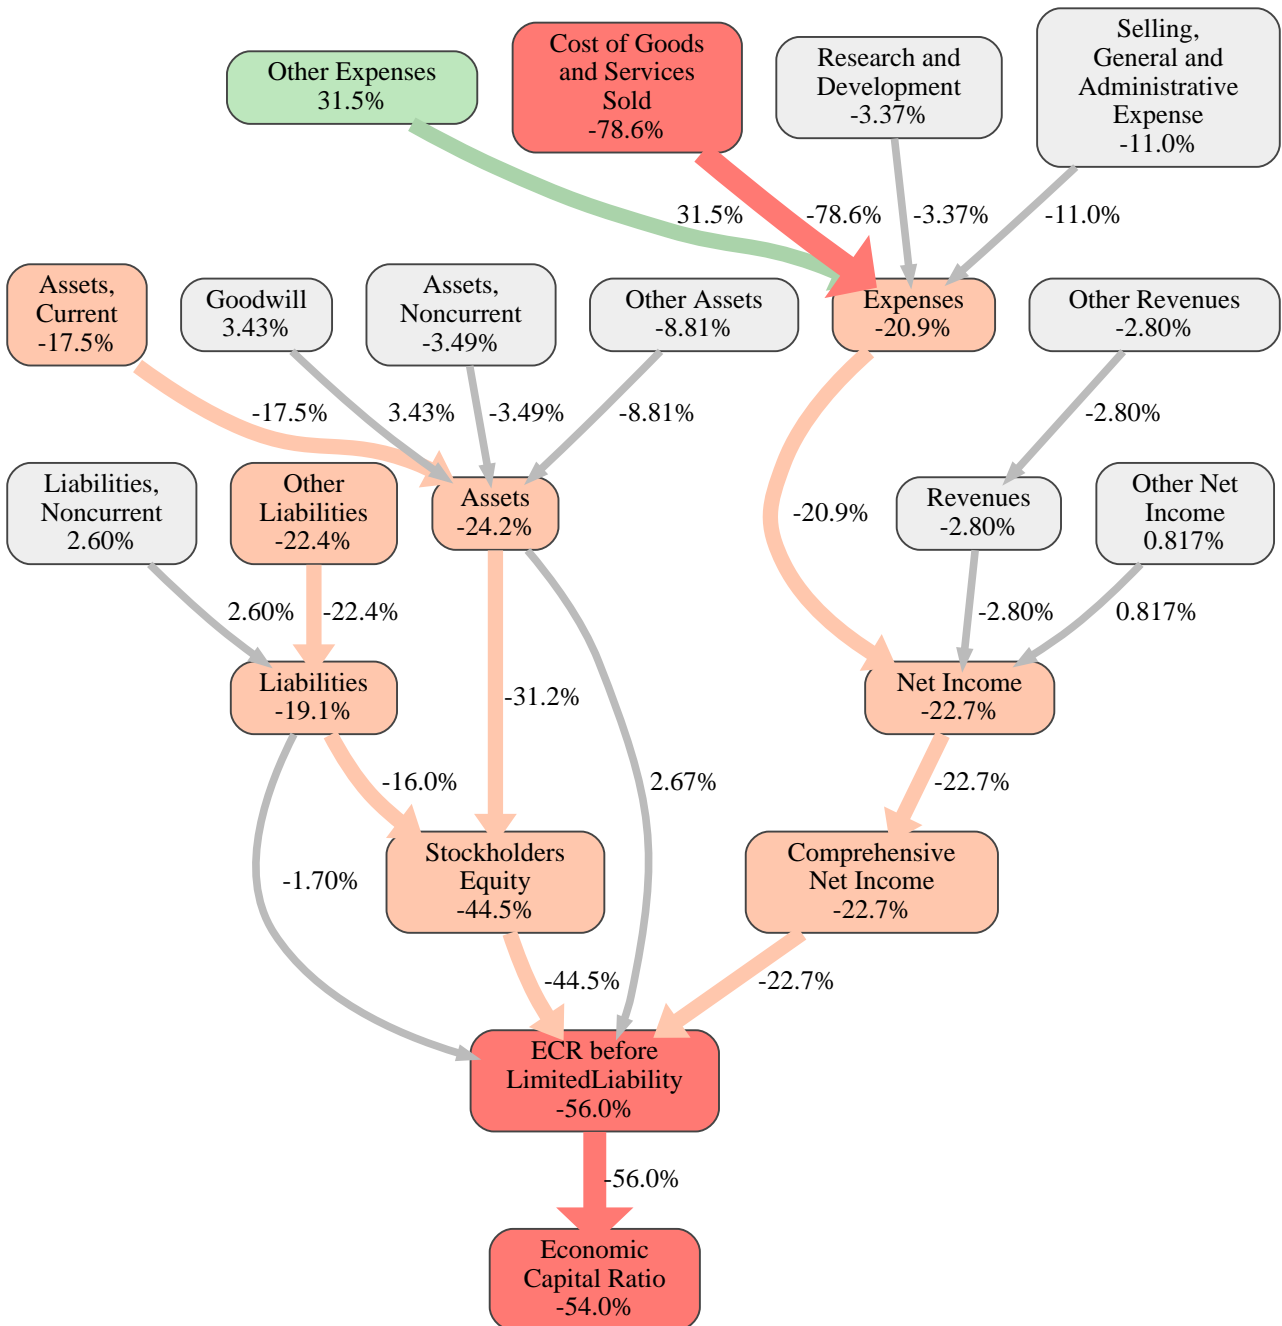 Other Expenses
31.5%
Cost of Goods
and Services
Sold
-78.6%
Research and
Development
-3.37%
Selling,
General and
Administrative
Expense
-11.0%
31.5%
-78.6%
-3.37%
-11.0%
Assets,
Current
-17.5%
Goodwill
3.43%
Assets,
Noncurrent
-3.49%
Other Assets
-8.81%
Expenses
-20.9%
Other Revenues
-2.80%
-17.5%
3.43%
-3.49%
-8.81%
-2.80%
Liabilities,
Noncurrent
2.60%
Other
Liabilities
-22.4%
Assets
-24.2%
-20.9%
Revenues
-2.80%
Other Net
Income
0.817%
2.60%
-22.4%
-2.80%
0.817%
Liabilities
-19.1%
-31.2%
Net Income
-22.7%
-16.0%
2.67%
-22.7%
-1.70%
Stockholders
Equity
-44.5%
Comprehensive
Net Income
-22.7%
-44.5%
-22.7%
ECR before
LimitedLiability
-56.0%
-56.0%
Economic
Capital Ratio
-54.0%